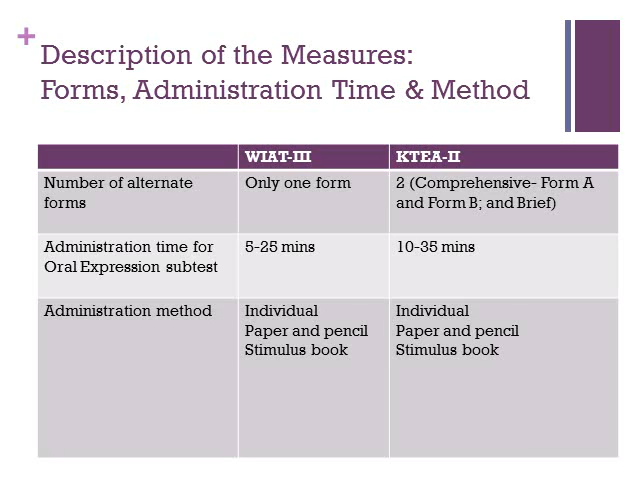 +
Description of the Measures:
Forms, Administration Time & Method
WIAT-III
KTEA-II
Number of alternate
forms
Only one form
2 (Comprehensive- Form A
and Form B; and Brief)
Administration time for
Oral Expression subtest
5-25 mins
10-35 mins
Administration method
Individual
Paper and pencil
Stimulus book
Individual
Paper and pencil
Stimulus book